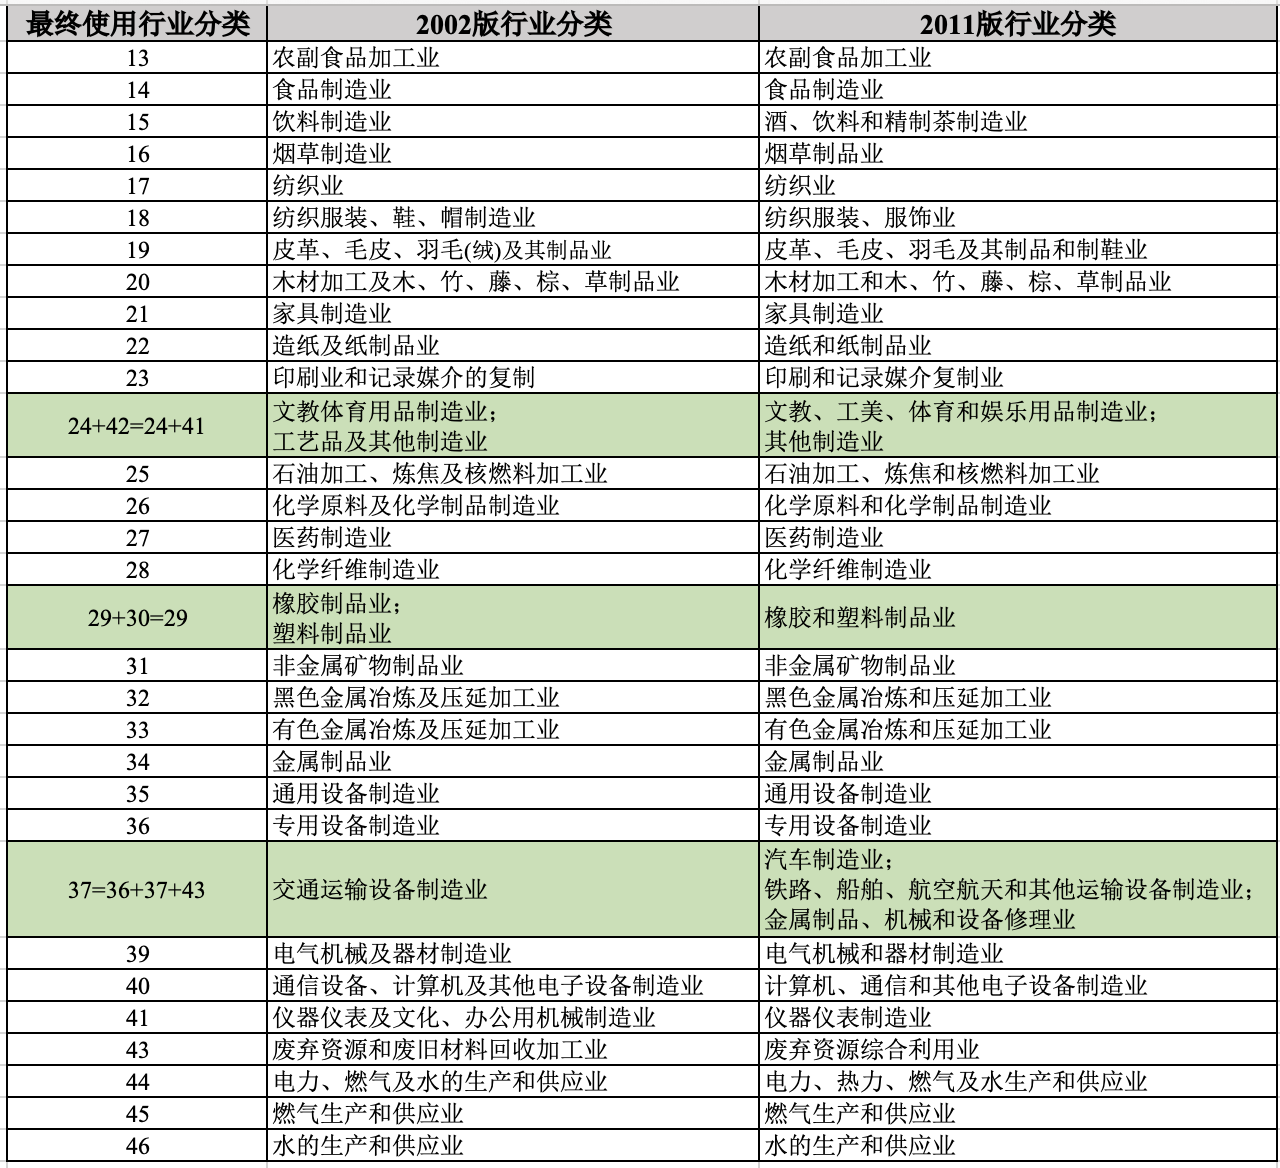 最终使用行业分类 2002版行业分类 2011版行业分类
13 农副食品加工业 农副食品加工业
14 食品制造业 食品制造业
15 饮料制造业 酒、饮料和精制茶制造业
16 烟草制造业 烟草制品业
17 纺织业 纺织业
18 纺织服装、鞋、帽制造业 纺织服装、服饰业
19 皮革、毛皮、羽毛(绒)及其制品业 皮革、毛皮、羽毛及其制品和制鞋业
20 木材加工及木、竹、藤、棕、草制品业 木材加工和木、竹、藤、棕、草制品业
21 家具制造业 家具制造业
22 造纸及纸制品业 造纸和纸制品业
23 印刷业和记录媒介的复制 印刷和记录媒介复制业
24+42=24+41 文教体育用品制造业； 文教、工美、体育和娱乐用品制造业；
工艺品及其他制造业 其他制造业
25 石油加工、炼焦及核燃料加工业 石油加工、炼焦和核燃料加工业
26 化学原料及化学制品制造业 化学原料和化学制品制造业
27 医药制造业 医药制造业
28 化学纤维制造业 化学纤维制造业
29+30=29 橡胶制品业； 橡胶和塑料制品业
塑料制品业
31 非金属矿物制品业 非金属矿物制品业
32 黑色金属冶炼及压延加工业 黑色金属冶炼和压延加工业
33 有色金属冶炼及压延加工业 有色金属冶炼和压延加工业
34 金属制品业 金属制品业
35 通用设备制造业 通用设备制造业
36 专用设备制造业 专用设备制造业
37=36+37+43 交通运输设备制造业 汽车制造业；
铁路、船舶、航空航天和其他运输设备制造业；
金属制品、机械和设备修理业
39 电气机械及器材制造业 电气机械和器材制造业
40 通信设备、计算机及其他电子设备制造业 计算机、通信和其他电子设备制造业
41 仪器仪表及文化、办公用机械制造业 仪器仪表制造业
43 废弃资源和废旧材料回收加工业 废弃资源综合利用业
44 电力、燃气及水的生产和供应业 电力、热力、燃气及水生产和供应业
45 燃气生产和供应业 燃气生产和供应业
46 水的生产和供应业 水的生产和供应业